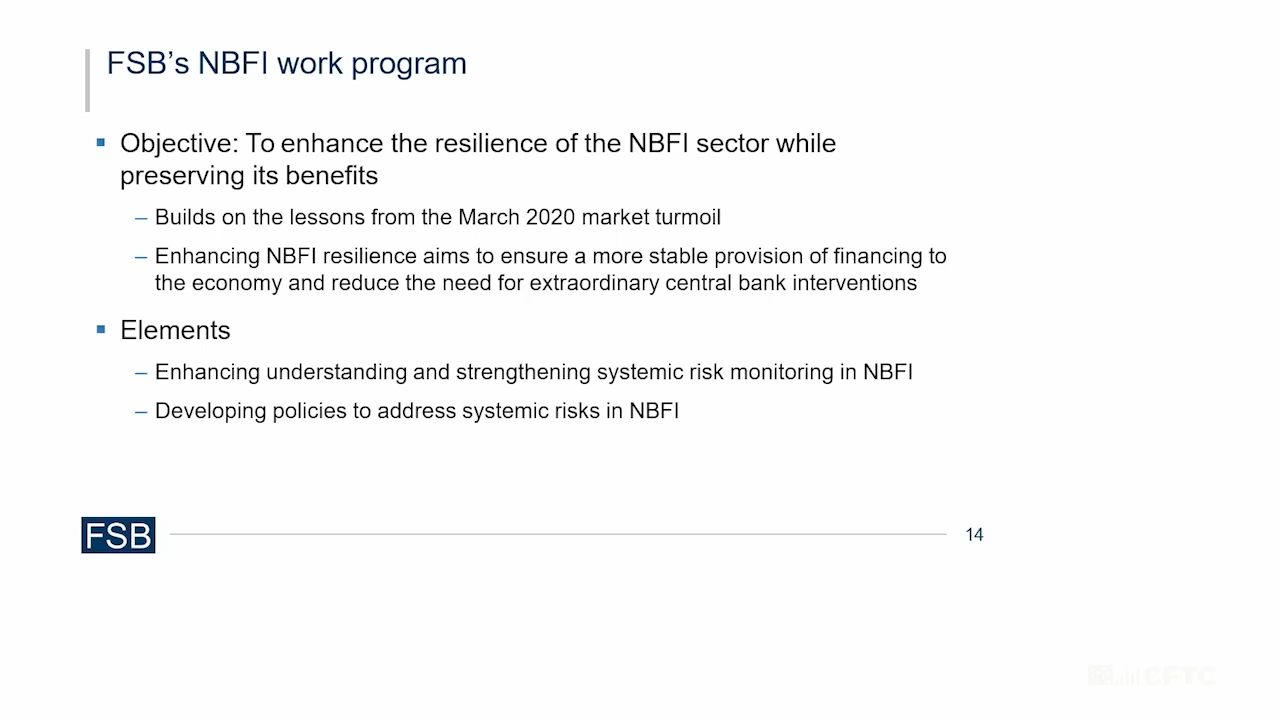 FSB’s NBFI work program
▪ Objective: To enhance the resilience of the NBFI sector while
preserving its benefits
– Builds on the lessons from the March 2020 market turmoil
– Enhancing NBFI resilience aims to ensure a more stable provision of financing to
the economy and reduce the need for extraordinary central bank interventions
▪ Elements
– Enhancing understanding and strengthening systemic risk monitoring in NBFI
– Developing policies to address systemic risks in NBFI
FSB
14
CFTC